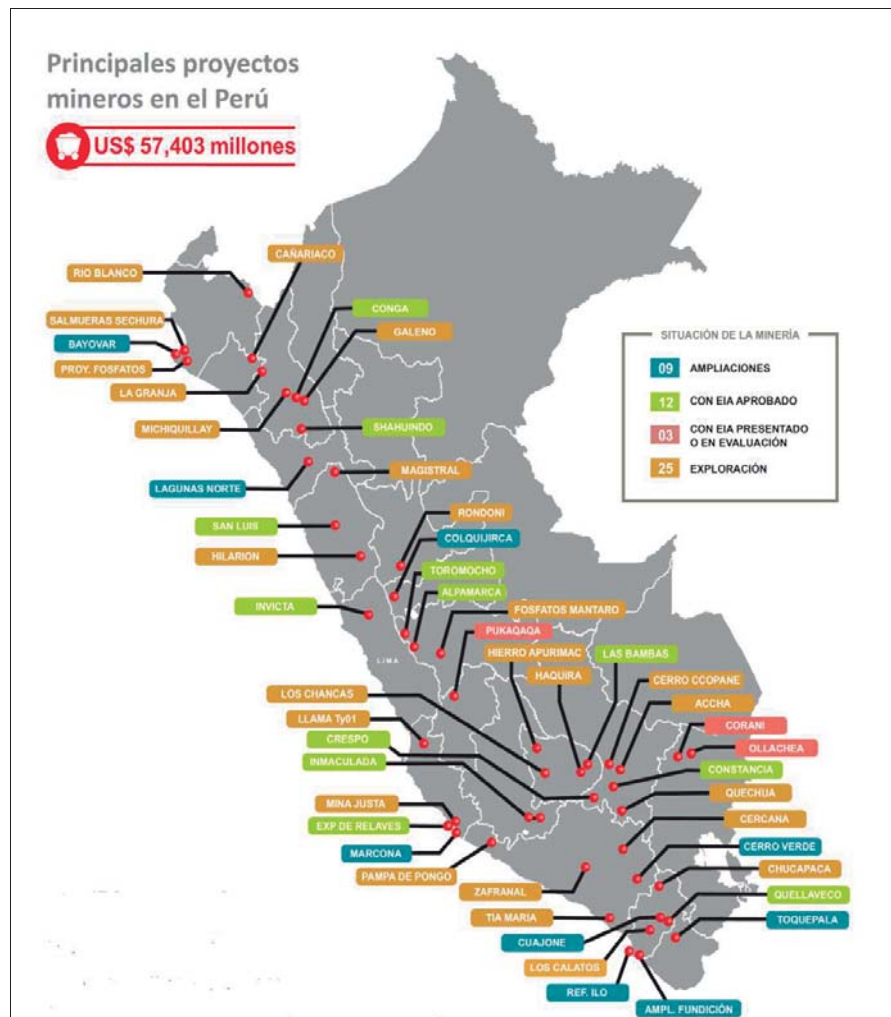 Principales proyectos
mineros en el Perú
US$ 57,403 millones
CAÑARIACO
RIO BLANCO
CONGA
SALMUERAS SECHURA
GALENO
BAYOVAR
PROY. FOSFATOS
LA GRANJA
MICHIQUILLAY
SHAHUINDO
SITUACIÓN DE LA MINERÍA
09 AMPLIACIONES
12 CON EIA APROBADO
03 CON EIA PRESENTADO
O EN EVALUACIÓN
25 EXPLORACIÓN
MAGISTRAL
LAGUNAS NORTE
RONDONI
SAN LUIS
COLQUIJIRCA
HILARION
TOROMOCHO
ALPAMARCA
INVICTA
FOSFATOS MANTARO
PUKAQAQA
LIMA
HIERRO APURIMAC
LAS BAMBAS
HAQUIRA
CERRO CCOPANE
LOS CHANCAS
ACCHA
LLAMA Ty01
CORANI
CRESPO
OLLACHEA
INMACULADA
CONSTANCIA
QUECHUA
MINA JUSTA
CERCANA
EXP. DE RELAVES
CERRO VERDE
MARCONA
CHUCAPACA
PAMPA DE PONGO
ZAFRANAL
QUELLAVECO
TIA MARIA
TOQUEPALA
CUAJONE
LOS CALATOS
REF. ILO
AMPL. FUNDICIÓN